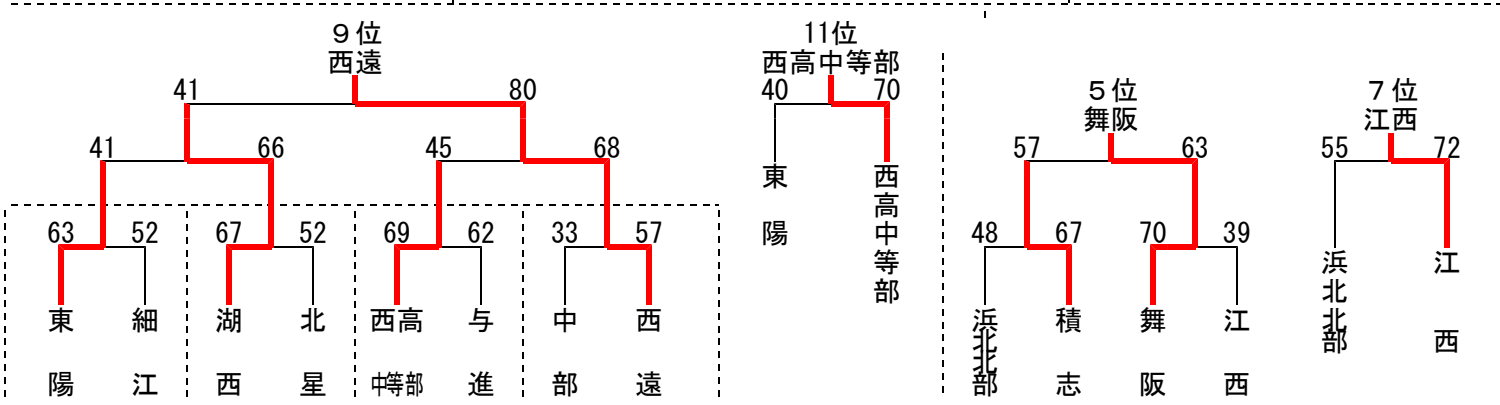 ９位
西遠
41 80
41 66 45 68
63 52 67 52 69 62 33 57
東陽 細江 湖西 北星 西高中等部 与進 中部 西遠
11位
西高中等部
40 70
東陽 西高中等部
５位
舞阪
57 63
48 67 70 39
浜北北部 積志 舞阪 江西
７位
江西
55 72
浜北北部 江西